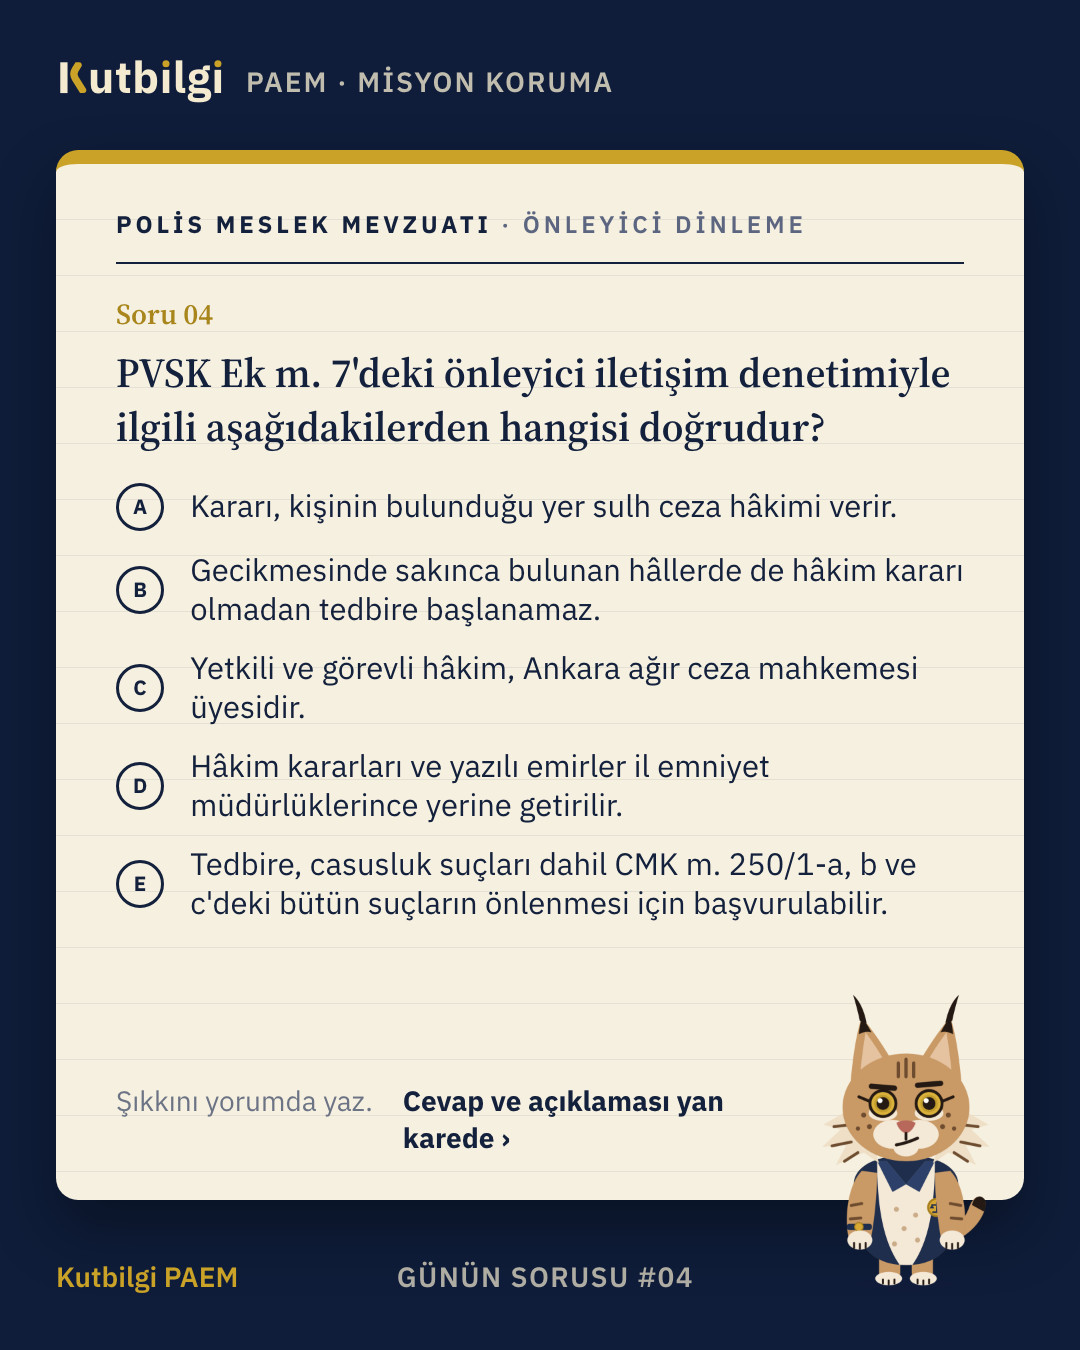 Kutbilgi PAEM · MİSYON KORUMA
POLİS MESLEK MEVZUATI · ÖNLEYİCİ DİNLEME
Soru 04
PVSK Ek m. 7'deki önleyici iletişim denetimiyle
ilgili aşağıdakilerden hangisi doğrudur?
A Kararı, kişinin bulunduğu yer sulh ceza hâkimi verir.
B Gecikmesinde sakınca bulunan hâllerde de hâkim kararı
olmadan tedbire başlanamaz.
C Yetkili ve görevli hâkim, Ankara ağır ceza mahkemesi
üyesidir.
D Hâkim kararları ve yazılı emirler il emniyet
müdürlüklerince yerine getirilir.
E Tedbire, casusluk suçları dahil CMK m. 250/1-a, b ve
c'deki bütün suçların önlenmesi için başvurulabilir.
Şıkkını yorumda yaz. Cevap ve açıklaması yan
karede ›
Kutbilgi PAEM GÜNÜN SORUSU #04